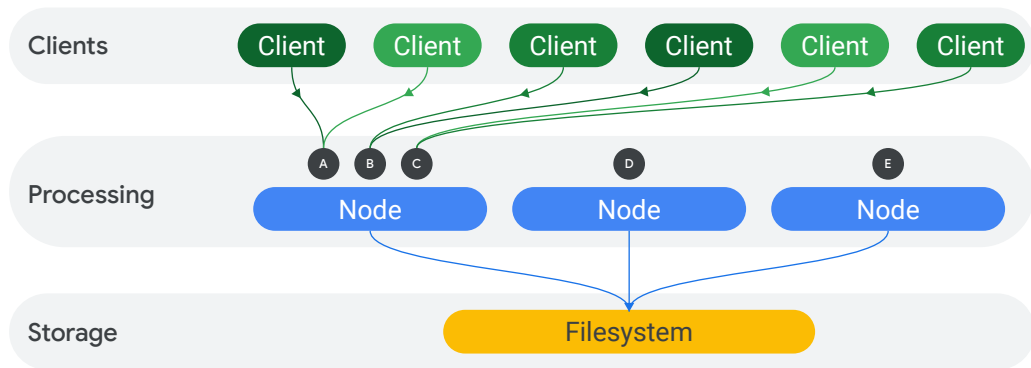 Clients
Client Client Client Client Client Client
A B C D E
Processing
Node Node Node
Storage
Filesystem